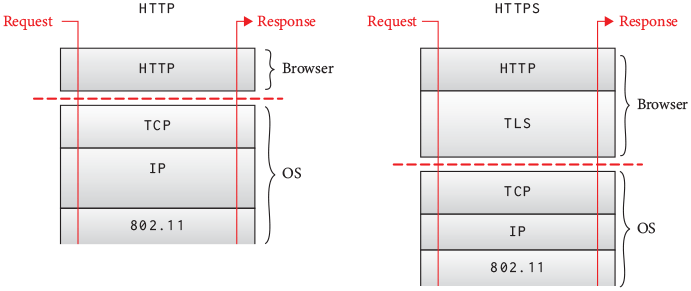 HTTP
Request
Response
HTTP
Browser
TCP
IP
OS
802.11
HTTPS
Request
Response
HTTP
Browser
TLS
TCP
IP
OS
802.11